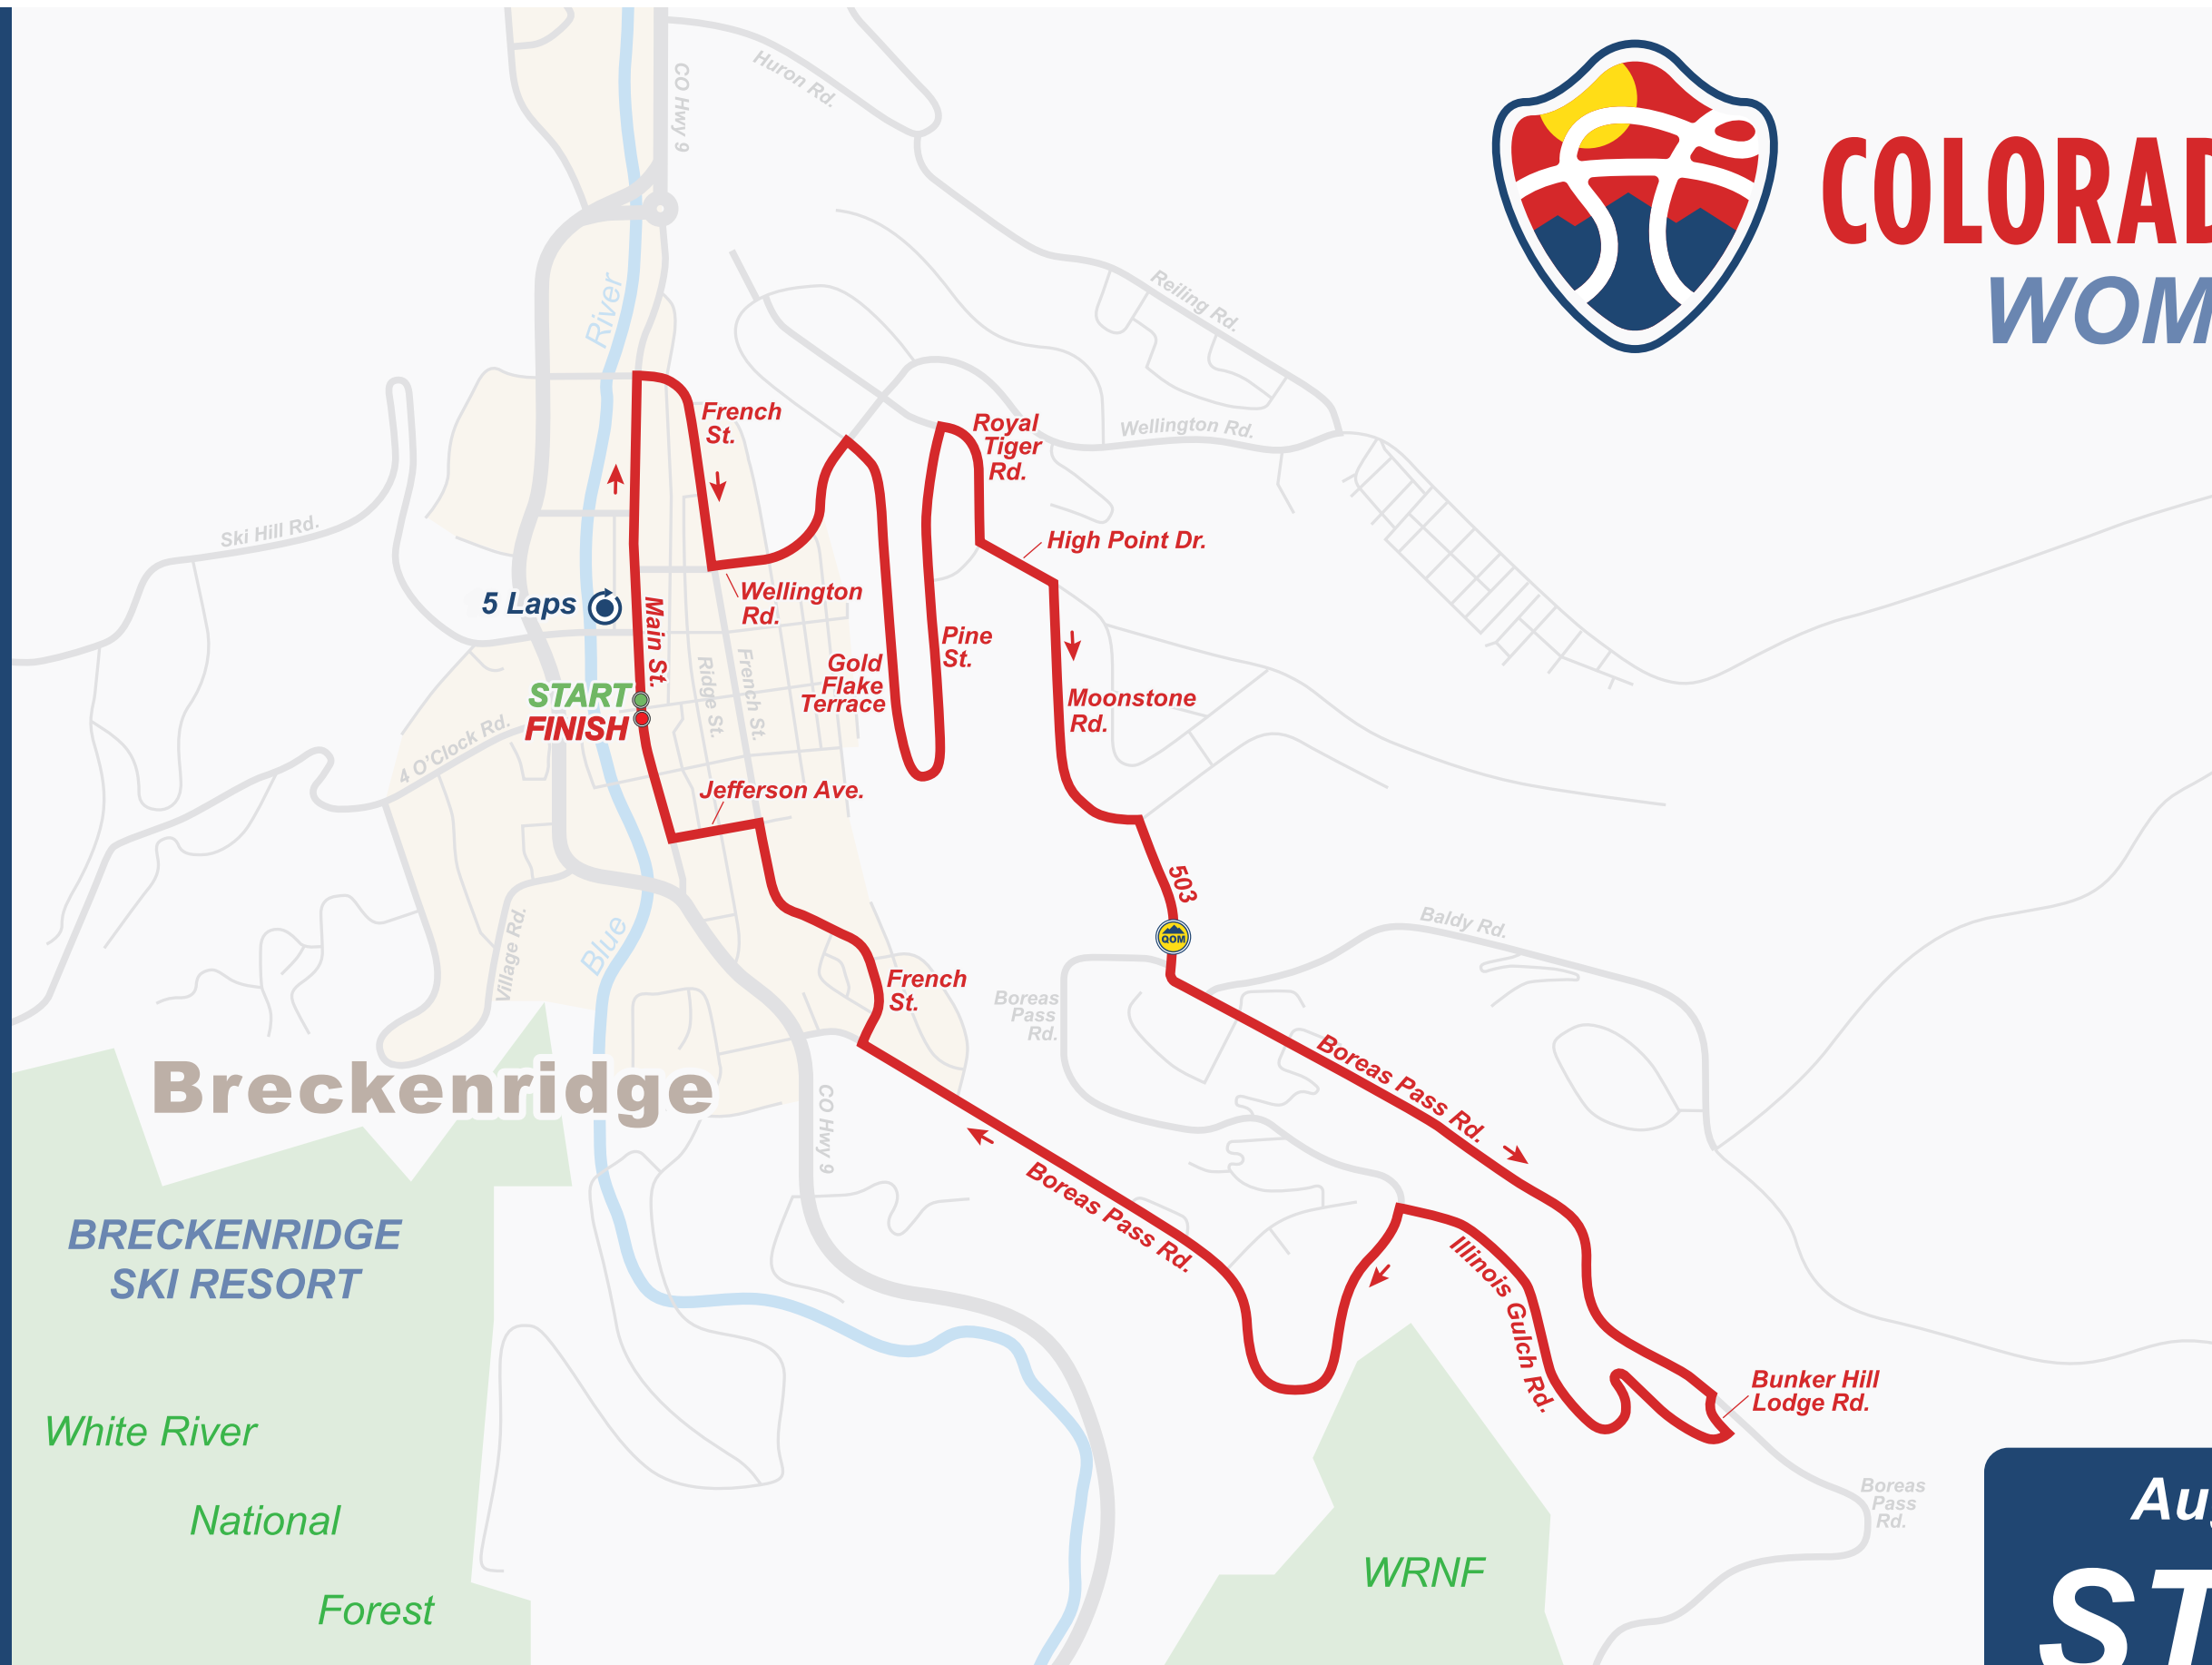 Huron Rd.
CO Hwy 9
COLORAD
WOM
Reiling Rd.
River
French
St.
Royal
Tiger
Rd.
Wellington Rd.
Ski Hill Rd.
High Point Dr.
5 Laps
Wellington
Rd.
Main St.
Pine
St.
Gold
Flake
Terrace
Ridge St.
French St.
Moonstone
Rd.
START
FINISH
4 O'Clock Rd.
Jefferson Ave.
503
QOM
Baldy Rd.
Village Rd.
Blue
French
St.
Boreas
Pass
Rd.
Boreas Pass Rd.
Breckenridge
CO Hwy 9
Boreas Pass Rd.
BRECKENRIDGE
SKI RESORT
Illinois Gulch Rd.
Bunker Hill
Lodge Rd.
White River
National
Forest
WRNF
Boreas
Pass
Rd.
Aug
ST